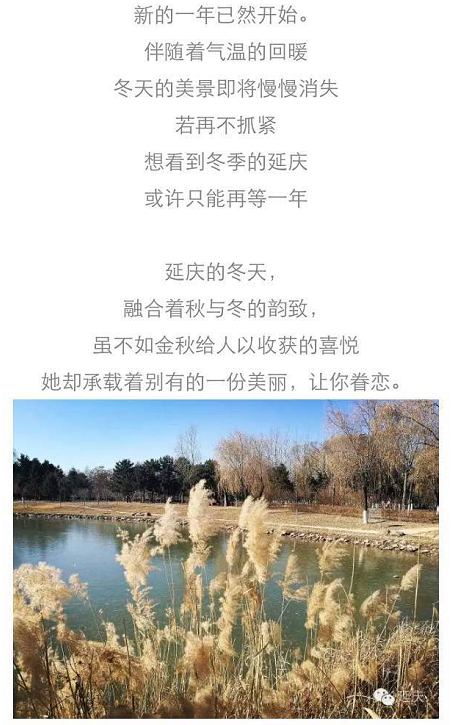 新的一年已然开始。
伴随着气温的回暖
冬天的美景即将慢慢消失
若再不抓紧
想看到冬季的延庆
或许只能再等一年
延庆的冬天，
融合着秋与冬的韵致，
虽不如金秋给人以收获的喜悦
她却承载着别有的一份美丽，让你眷恋。
延庆